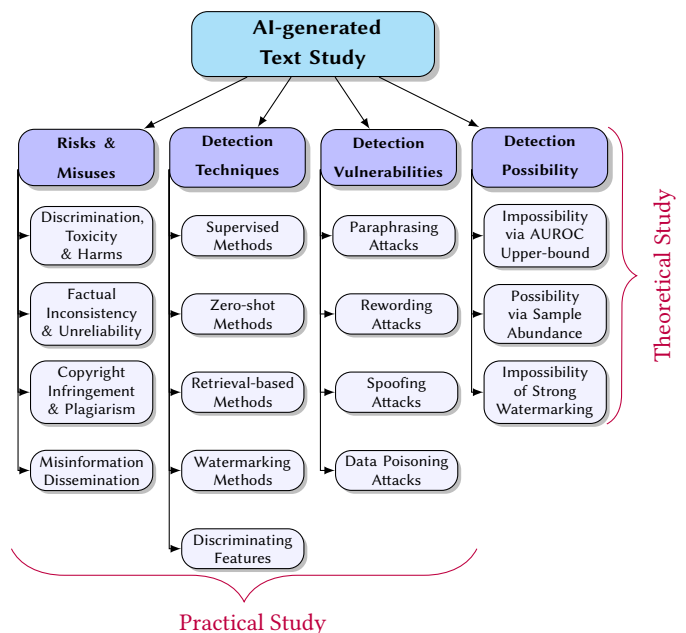 AI-generated
Text Study
Risks &
Misuses
Discrimination,
Toxicity
& Harms
Factual
Inconsistency
& Unreliability
Copyright
Infringement
& Plagiarism
Misinformation
Dissemination
Detection
Techniques
Supervised
Methods
Zero-shot
Methods
Retrieval-based
Methods
Watermarking
Methods
Discriminating
Features
Detection
Vulnerabilities
Paraphrasing
Attacks
Rewording
Attacks
Spoofing
Attacks
Data Poisoning
Attacks
Detection
Possibility
Impossibility
via AUROC
Upper-bound
Possibility
via Sample
Abundance
Impossibility
of Strong
Watermarking
Theoretical Study
Practical Study